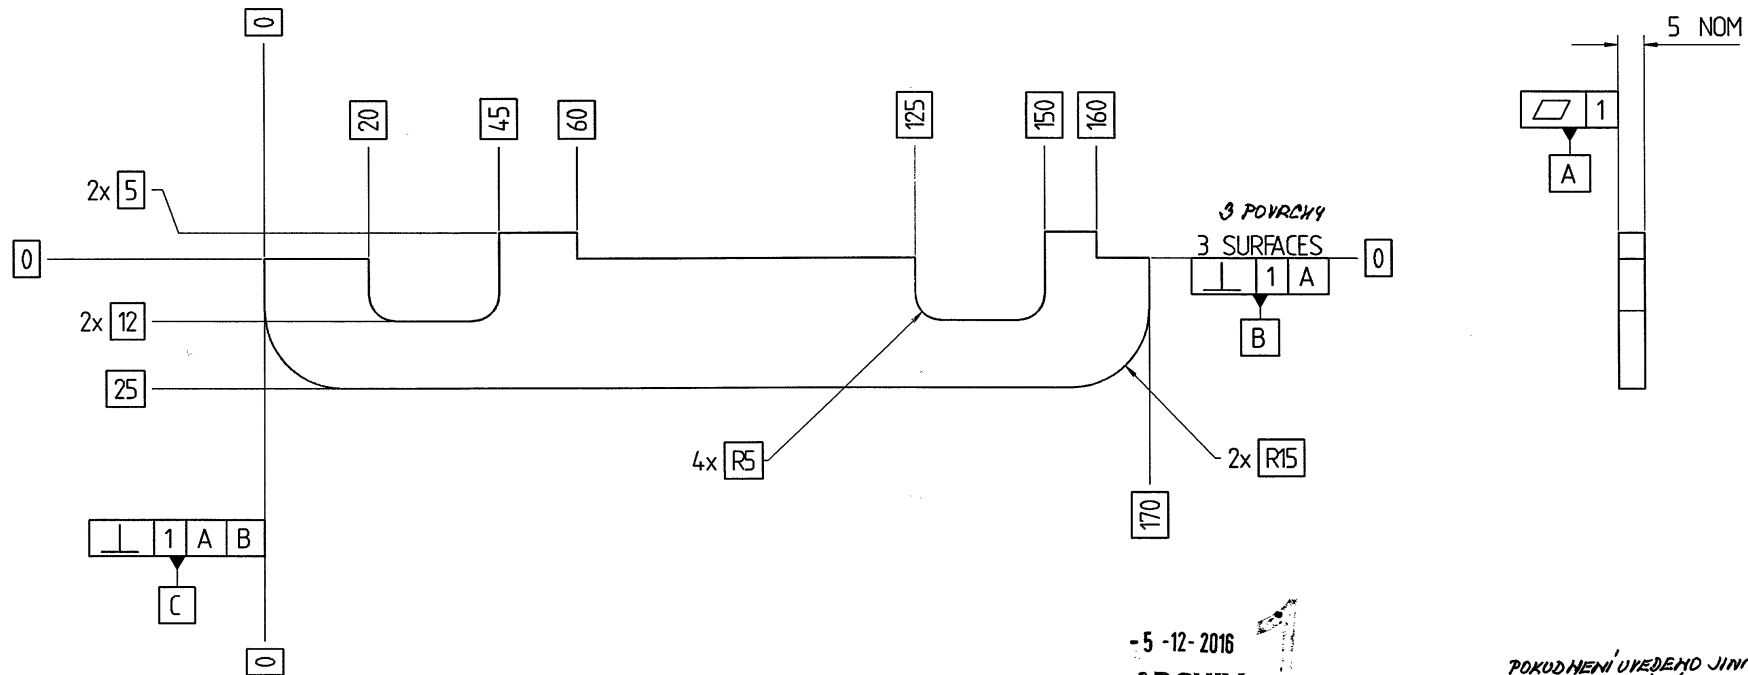 0
5 NOM
20
45
60
125
150
160
⏥ 1
A
2x 5
3 POVRCHY
3 SURFACES
0
0
⊥ 1 A
B
2x 12
25
4x R5
2x R15
170
⊥ 1 A B
C
0
-5 -12- 2016
1
POKUD NENÍ UVEDENO